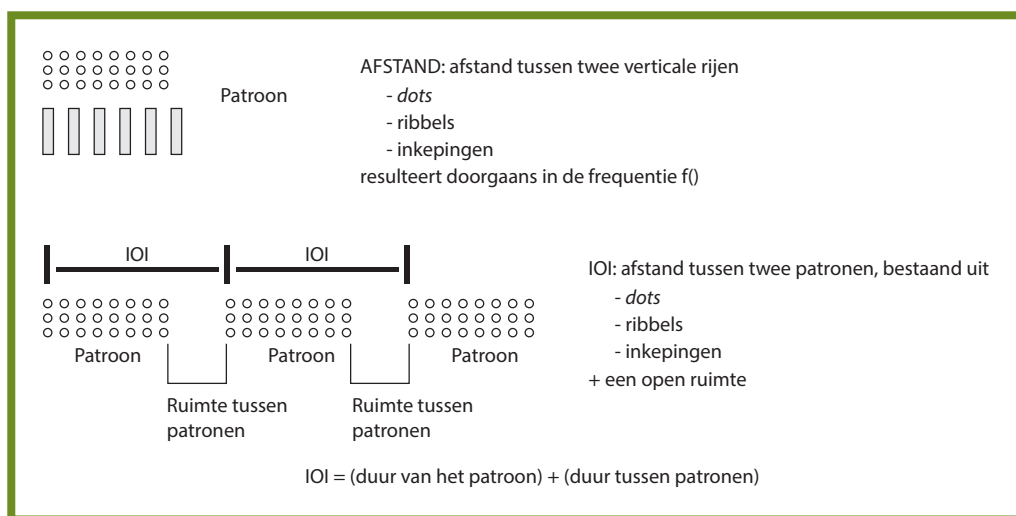 Patroon
AFSTAND: afstand tussen twee verticale rijen
- dots
- ribbels
- inkepingen
resulteert doorgaans in de frequentie f()
IOI
IOI
Patroon
Patroon
Patroon
Ruimte tussen
patronen
Ruimte tussen
patronen
IOI: afstand tussen twee patronen, bestaand uit
- dots
- ribbels
- inkepingen
+ een open ruimte
IOI = (duur van het patroon) + (duur tussen patronen)